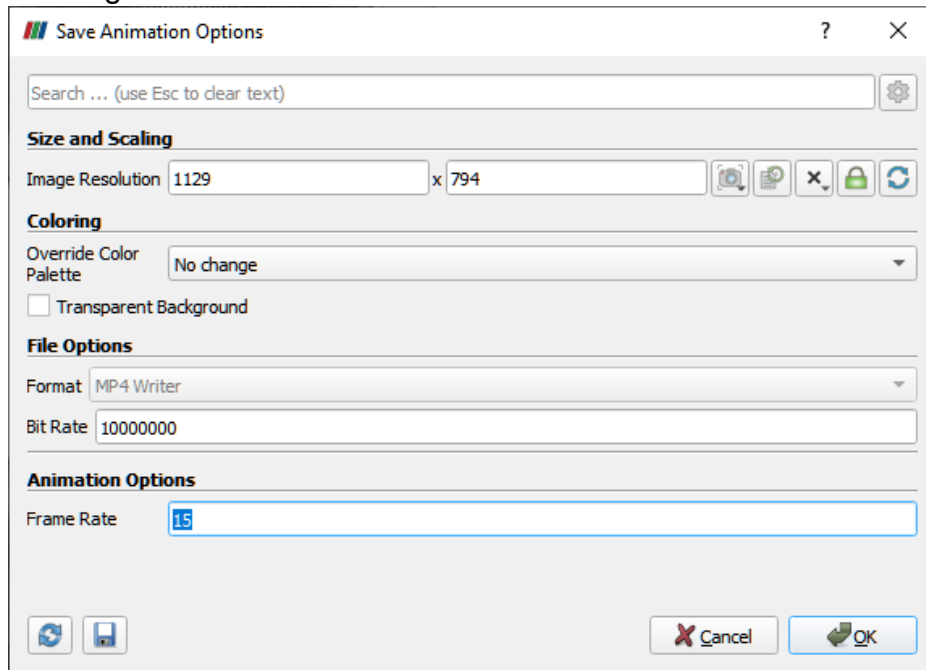 Save Animation Options ?
Search ... (use Esc to clear text)
Size and Scaling
Image Resolution 1129 x 794
Coloring
Override Color
Palette No change
Transparent Background
File Options
Format MP4 Writer
Bit Rate 10000000
Animation Options
Frame Rate 15
Cancel OK